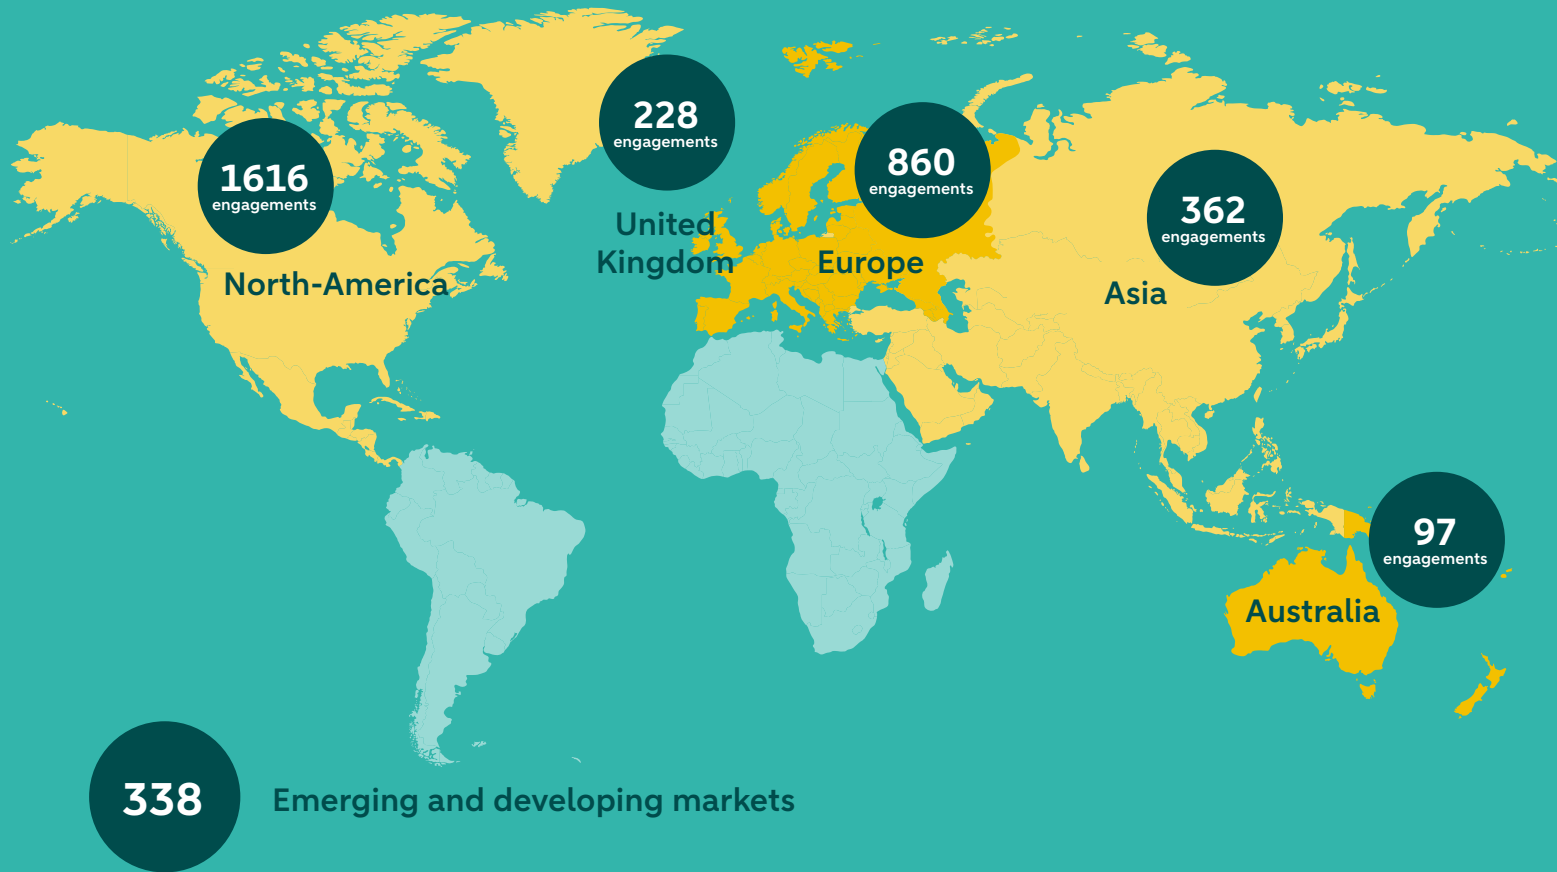 1616
engagements
North-America
228
engagements
United
Kingdom
860
engagements
Europe
362
engagements
Asia
97
engagements
Australia
338
Emerging and developing markets